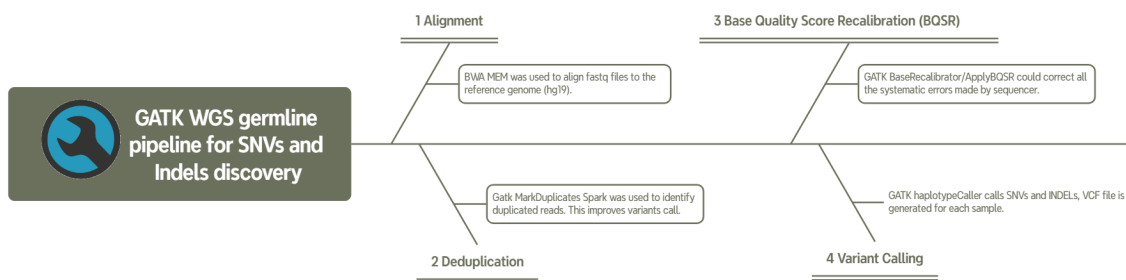 GATK WGS germline
pipeline for SNVs and
Indels discovery
1 Alignment
BWA MEM was used to align fastq files to the
reference genome (hg19).
Gatk MarkDuplicates Spark was used to identify
duplicated reads. This improves variants call.
2 Deduplication
3 Base Quality Score Recalibration (BQSR)
GATK BaseRecalibrator/ApplyBQSR could correct all
the systematic errors made by sequencer.
GATK haplotypeCaller calls SNVs and INDELs, VCF file is
generated for each sample.
4 Variant Calling